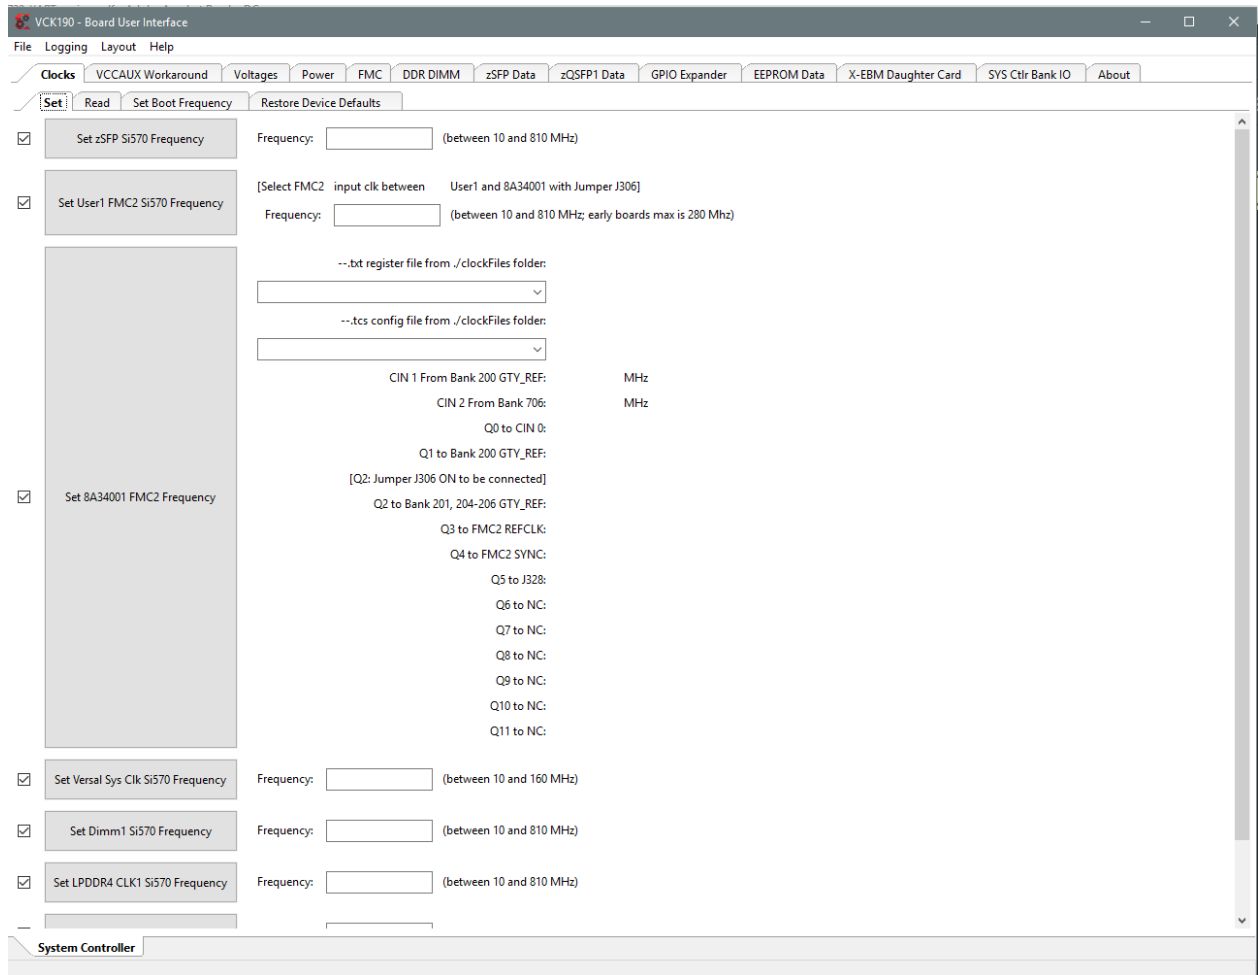 VCK190 - Board User Interface
File Logging Layout Help
Clocks VCCAUX Workaround Voltages Power FMC DDR DIMM zSFP Data zQSFP1 Data GPIO Expander EEPROM Data X-EBM Daughter Card SYS Ctlr Bank IO About
Set Read Set Boot Frequency Restore Device Defaults
Set zSFP Si570 Frequency Frequency: (between 10 and 810 MHz)
[Select FMC2 input clk between User1 and 8A34001 with Jumper J306]
Set User1 FMC2 Si570 Frequency
Frequency: (between 10 and 810 MHz; early boards max is 280 Mhz)
--.txt register file from ./clockFiles folder:
--.tcs config file from ./clockFiles folder:
CIN 1 From Bank 200 GTY_REF: MHz
CIN 2 From Bank 706: MHz
Q0 to CIN 0:
Q1 to Bank 200 GTY_REF:
[Q2: Jumper J306 ON to be connected]
Set 8A34001 FMC2 Frequency
Q2 to Bank 201, 204-206 GTY_REF:
Q3 to FMC2 REFCLK:
Q4 to FMC2 SYNC:
Q5 to J328:
Q6 to NC:
Q7 to NC:
Q8 to NC:
Q9 to NC:
Q10 to NC:
Q11 to NC:
Set Versal Sys Clk Si570 Frequency Frequency: (between 10 and 160 MHz)
Set Dimm1 Si570 Frequency Frequency: (between 10 and 810 MHz)
Set LPDDR4 CLK1 Si570 Frequency Frequency: (between 10 and 810 MHz)
System Controller